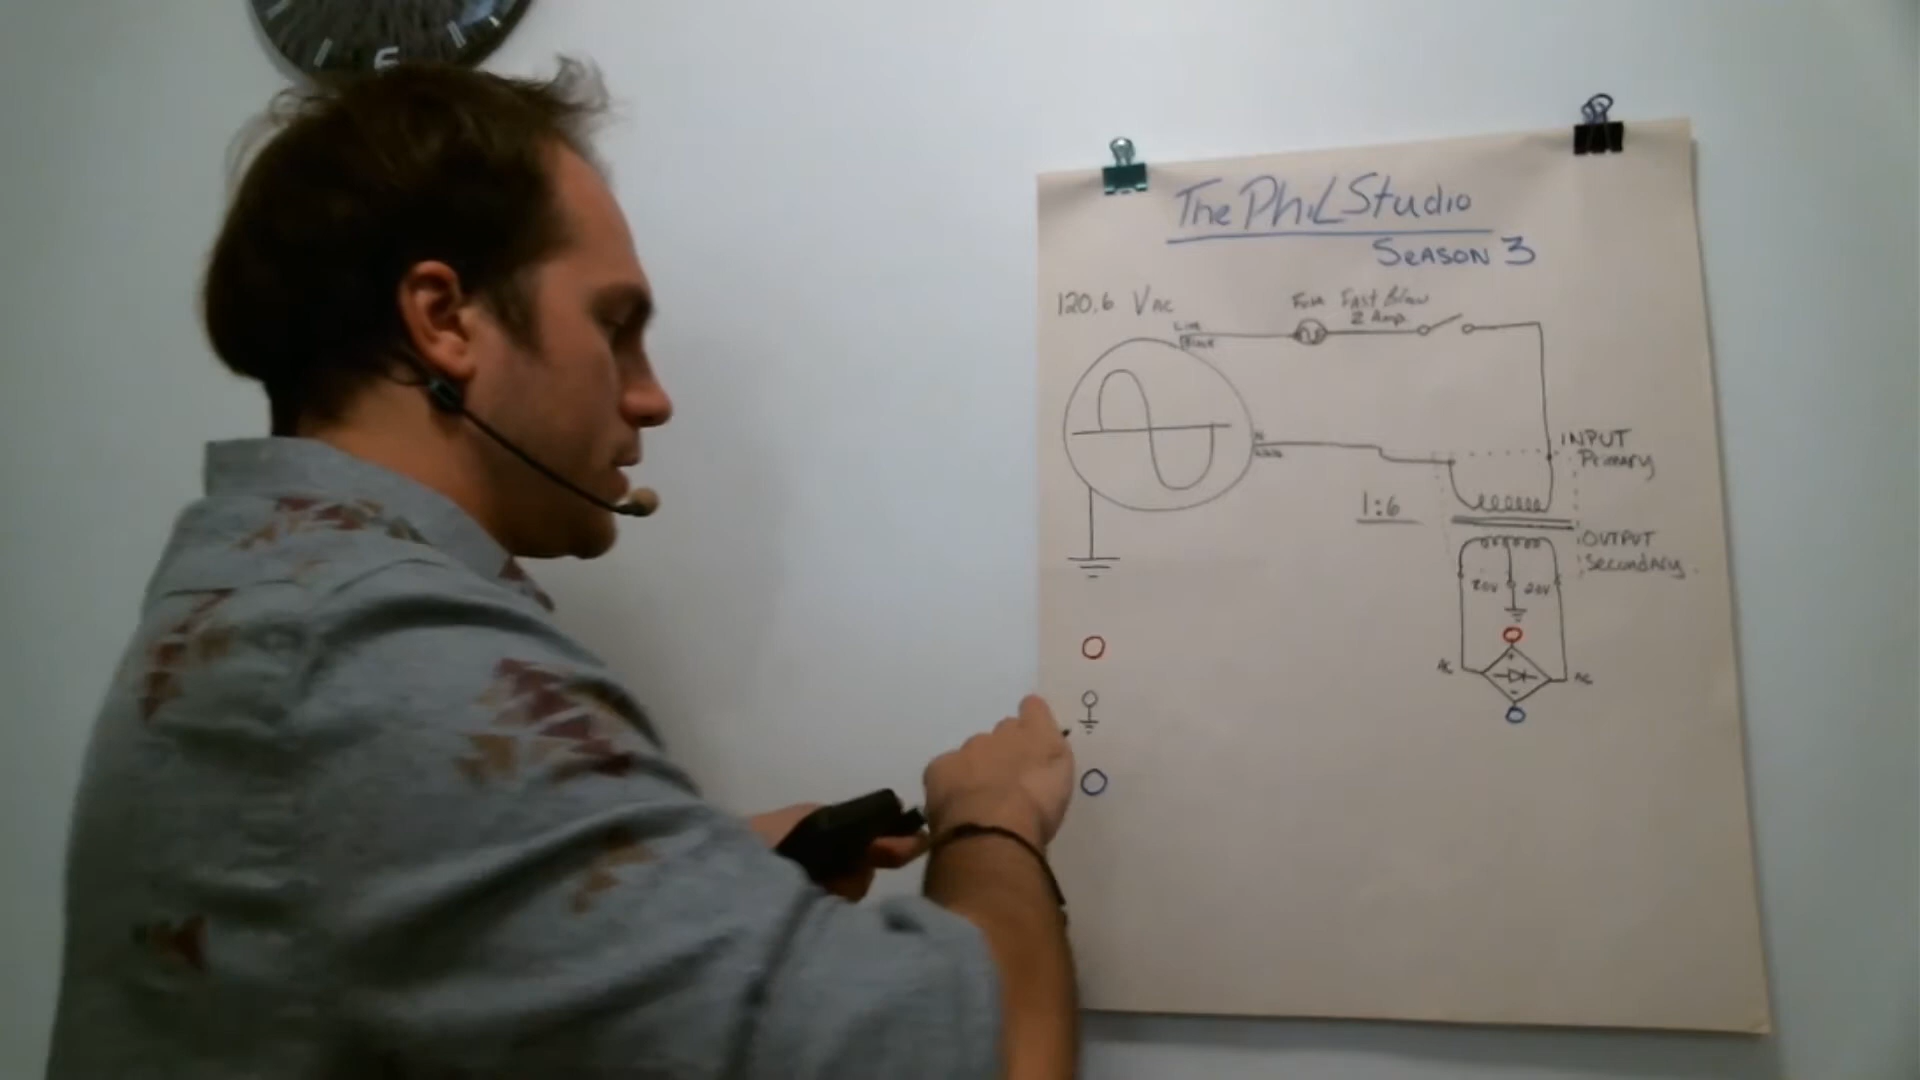 The PhiL Studio
SEASON 3
120.6 VAC
Fuse Fast Blow
2 Amp.
Line
Black
N
INPUT
Primary
1:6
OUTPUT
Secondary
20V 20V
+
AC AC
-